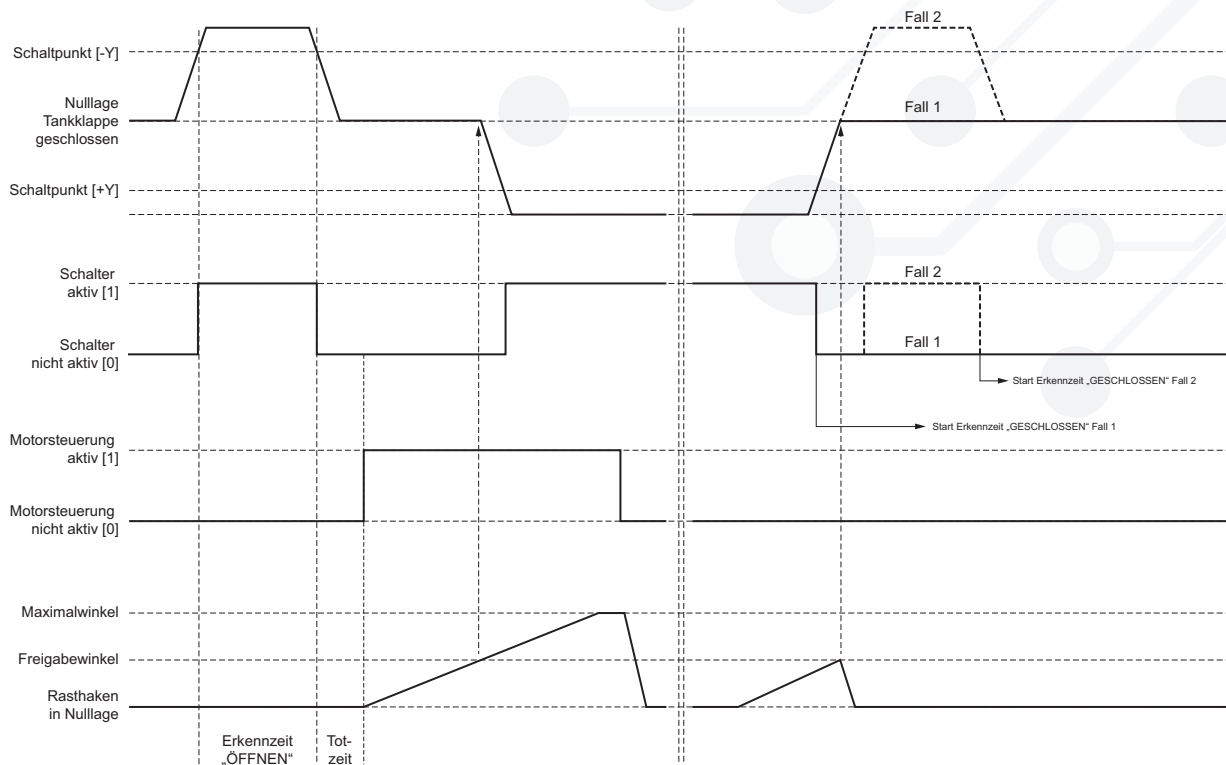 Fall 2
Schaltpunkt [-Y]
Nulllage
Tankklappe
geschlossen
Fall 1
Schaltpunkt [+Y]
Schalter
aktiv [1]
Fall 2
Schalter
nicht aktiv [0]
Fall 1
Start Erkennzeit „GESCHLOSSEN“ Fall 2
Start Erkennzeit „GESCHLOSSEN“ Fall 1
Motorsteuerung
aktiv [1]
Motorsteuerung
nicht aktiv [0]
Maximalwinkel
Freigabewinkel
Rasthaken
in Nulllage
Erkennzeit
„ÖFFNEN“
Tot-
zeit